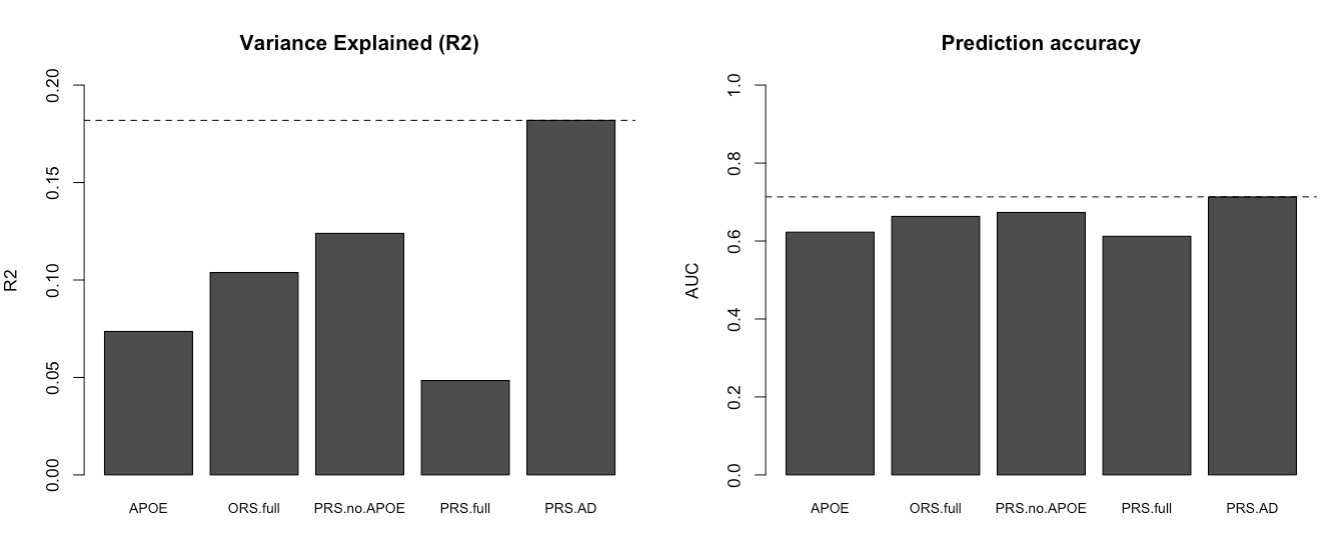 Variance Explained (R2)
R2
0.20
0.15
0.10
0.05
0.00
APOE ORS.full PRS.no.APOE PRS.full PRS.AD
Prediction accuracy
AUC
1.0
0.8
0.6
0.4
0.2
0.0
APOE ORS.full PRS.no.APOE PRS.full PRS.AD